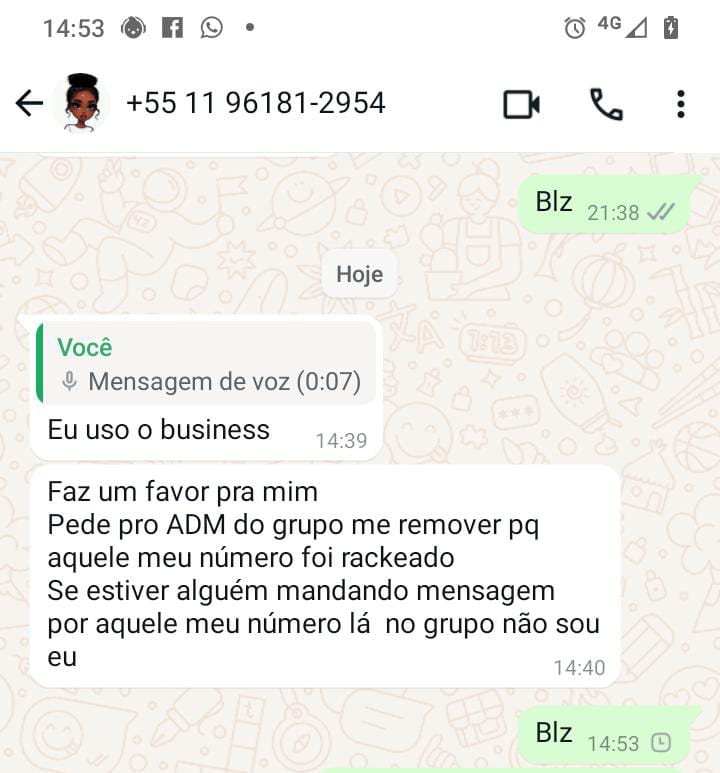 14:53
4G
+55 11 96181-2954
Blz 21:38
Hoje
Você
Mensagem de voz (0:07)
Eu uso o business 14:39
Faz um favor pra mim
Pede pro ADM do grupo me remover pq
aquele meu número foi rackeado
Se estiver alguém mandando mensagem
por aquele meu número lá no grupo não sou
eu
14:40
Blz 14:53